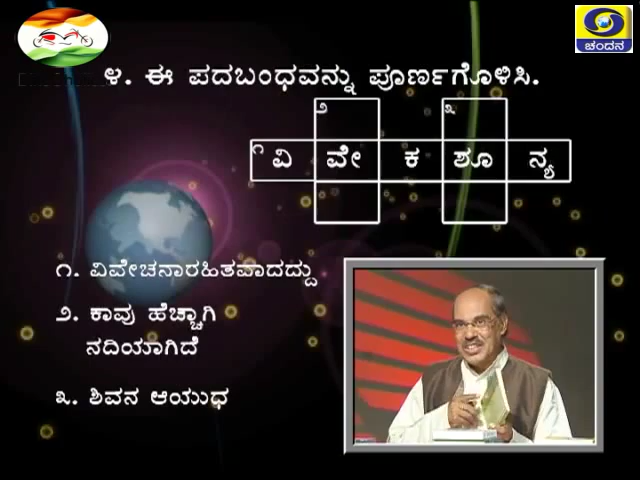 ಚಂದನ
೪. ಈ ಪದಬಂಧವನ್ನು ಪೂರ್ಣಗೊಳಿಸಿ.
೨ ೩
೧ ವಿ ವೇ ಕ ಶೂ ನ್ಯ
೧. ವಿವೇಚನಾರಹಿತವಾದದ್ದು
೨. ಕಾವು ಹೆಚ್ಚಾಗಿ
ನದಿಯಾಗಿದೆ
೩. ಶಿವನ ಆಯುಧ